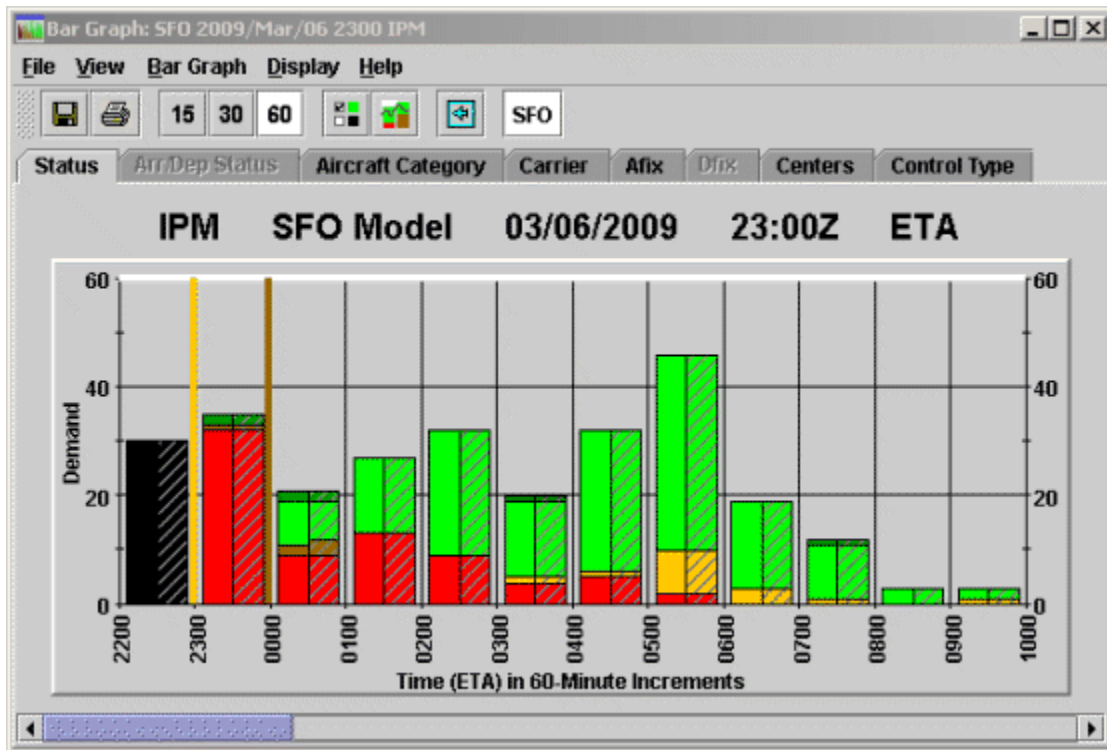 Bar Graph: SFO 2009/Mar/06 2300 IPM
File View Bar Graph Display Help
15 30 60 SFO
Status Arr/Dep Status Aircraft Category Carrier Afix Dfix Centers Control Type
IPM SFO Model 03/06/2009 23:00Z ETA
60 60
40 40
Demand
20 20
0 0
2200 2300 0000 0100 0200 0300 0400 0500 0600 0700 0800 0900 1000
Time (ETA) in 60-Minute Increments